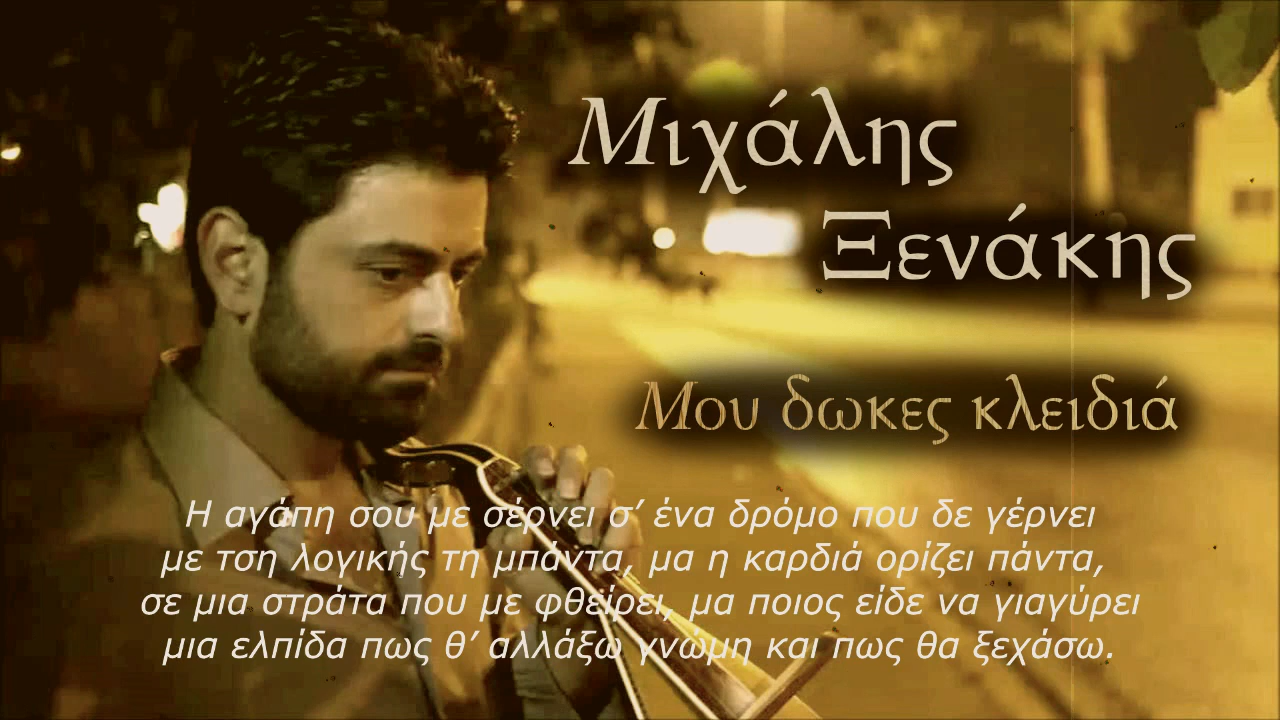 Μιχάλης
Ξενάκης
Μου δωκες κλειδιά
Η αγάπη σου με σέρνει σ’ ένα δρόμο που δε γέρνει
με τση λογικής τη μπάντα, μα η καρδιά ορίζει πάντα,
σε μια στράτα που με φθείρει, μα ποιος είδε να γιαγύρει
μια ελπίδα πως θ’ αλλάξω γνώμη και πως θα ξεχάσω.